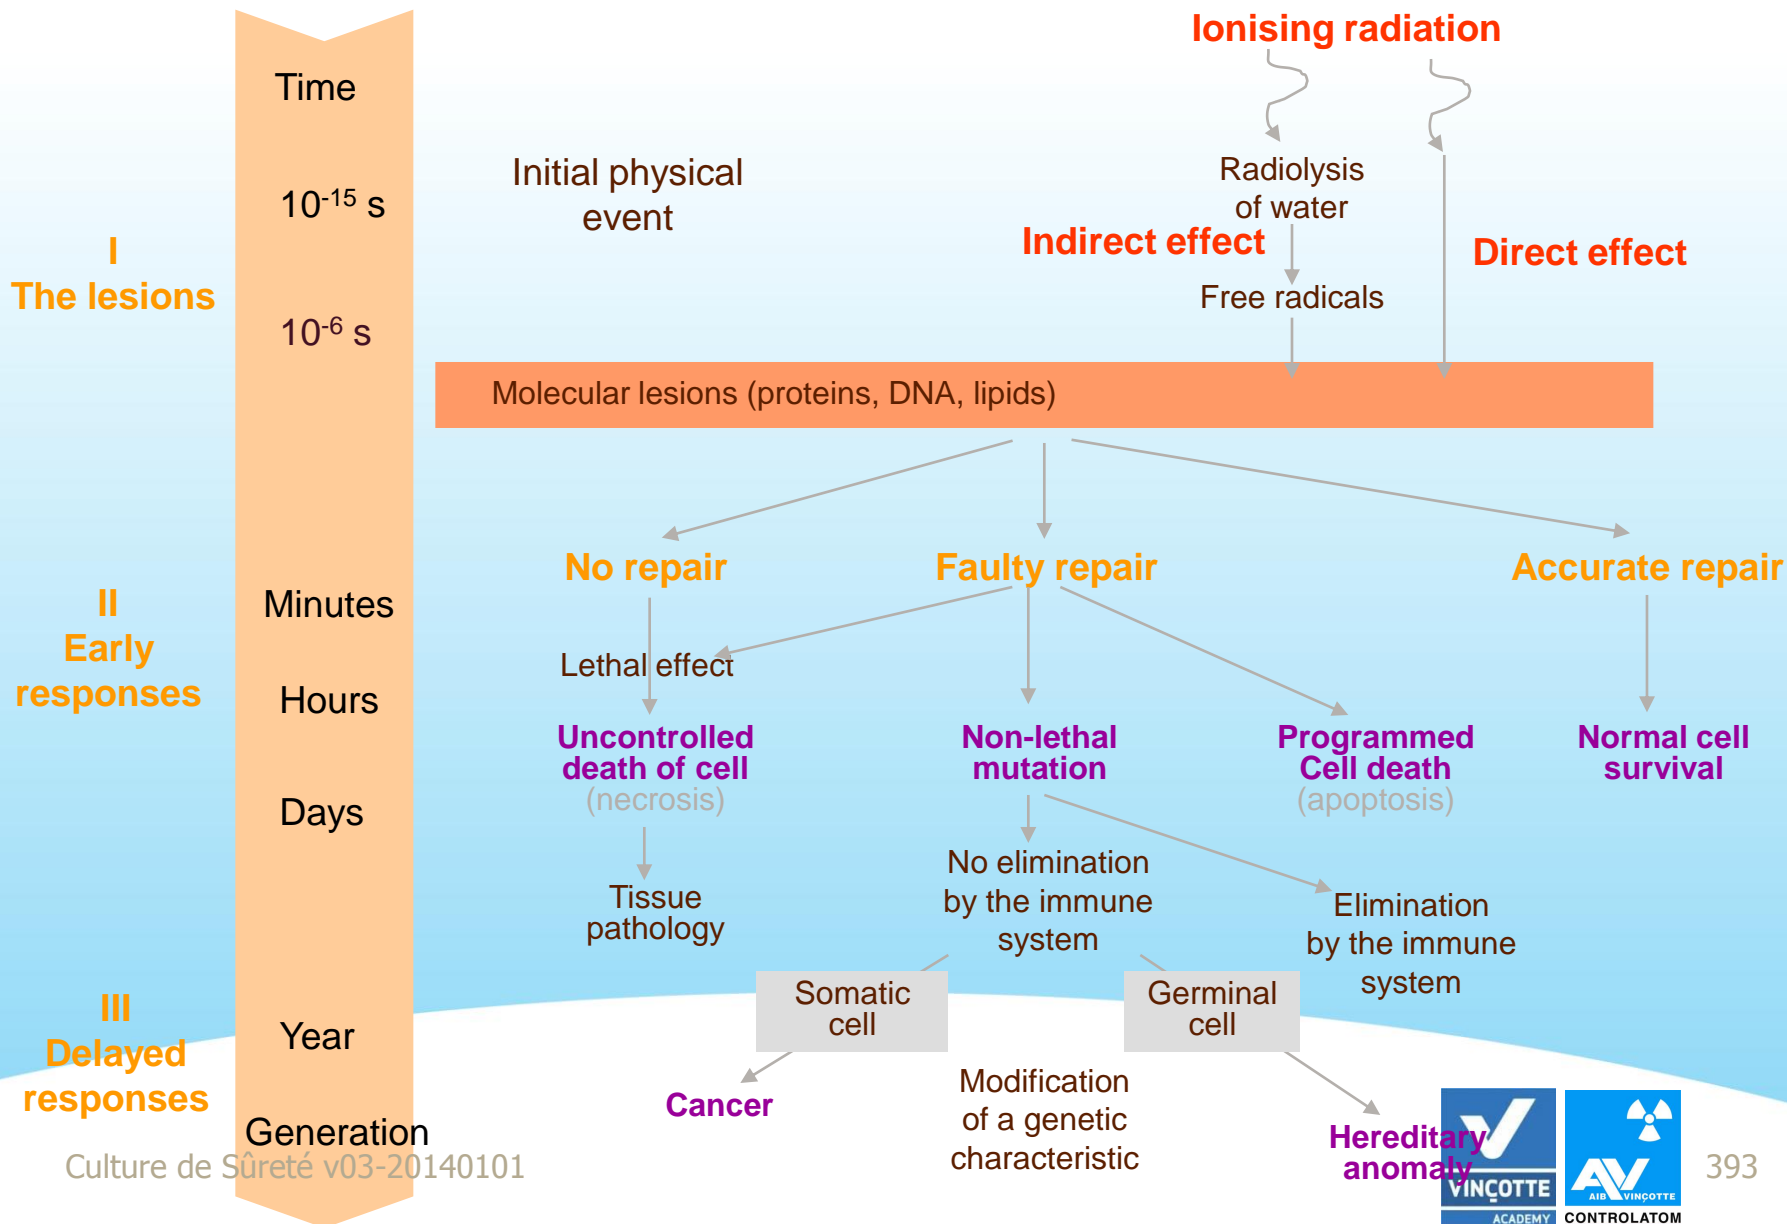 Ionising radiation
Time
10-15 s
Initial physical
event
Radiolysis
of water
Indirect effect
Direct effect
I
The lesions
Free radicals
10-6 s
Molecular lesions (proteins, DNA, lipids)
No repair
Faulty repair
Accurate repair
II
Early
responses
Minutes
Lethal effect
Hours
Uncontrolled
death of cell
(necrosis)
Non-lethal
mutation
Programmed
Cell death
(apoptosis)
Normal cell
survival
Days
Tissue
pathology
No elimination
by the immune
system
Elimination
by the immune
system
III
Delayed
responses
Somatic
cell
Germinal
cell
Year
Cancer
Modification
of a genetic
characteristic
Hereditary
anomaly
Generation
Culture de Sûreté v03-20140101
VINÇOTTE
ACADEMY
AV
AIB VINÇOTTE
CONTROLATOM
393